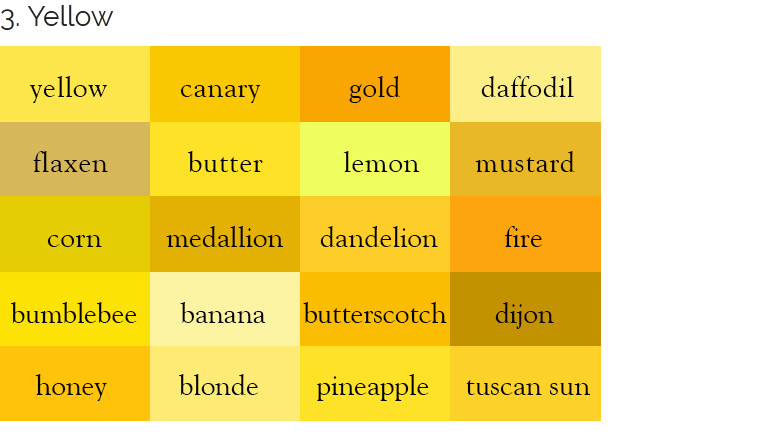 3. Yellow
yellow canary gold daffodil
flaxen butter lemon mustard
corn medallion dandelion fire
bumblebee banana butterscotch dijon
honey blonde pineapple tuscan sun